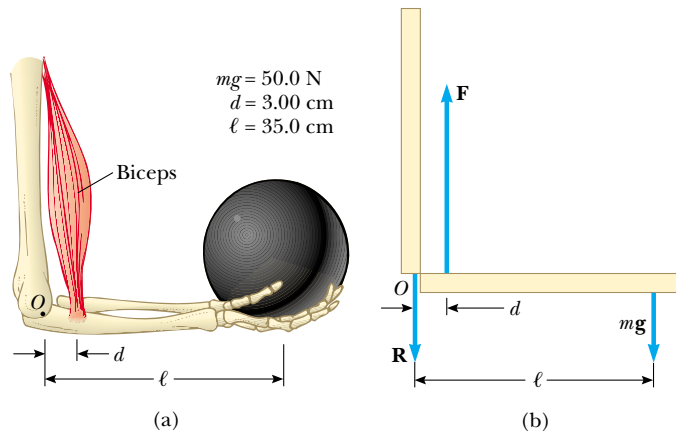 mg = 50.0 N
d = 3.00 cm
ℓ = 35.0 cm
Biceps
O
d
ℓ
(a)
F
O
d
mg
R
ℓ
(b)